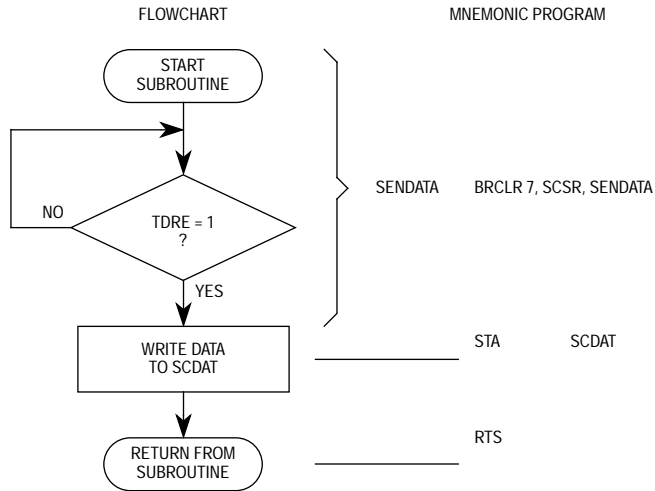 FLOWCHART
MNEMONIC PROGRAM
START
SUBROUTINE
SENDATA BRCLR 7, SCSR, SENDATA
NO
TDRE = 1
?
YES
WRITE DATA
TO SCDAT
STA SCDAT
RETURN FROM
SUBROUTINE
RTS